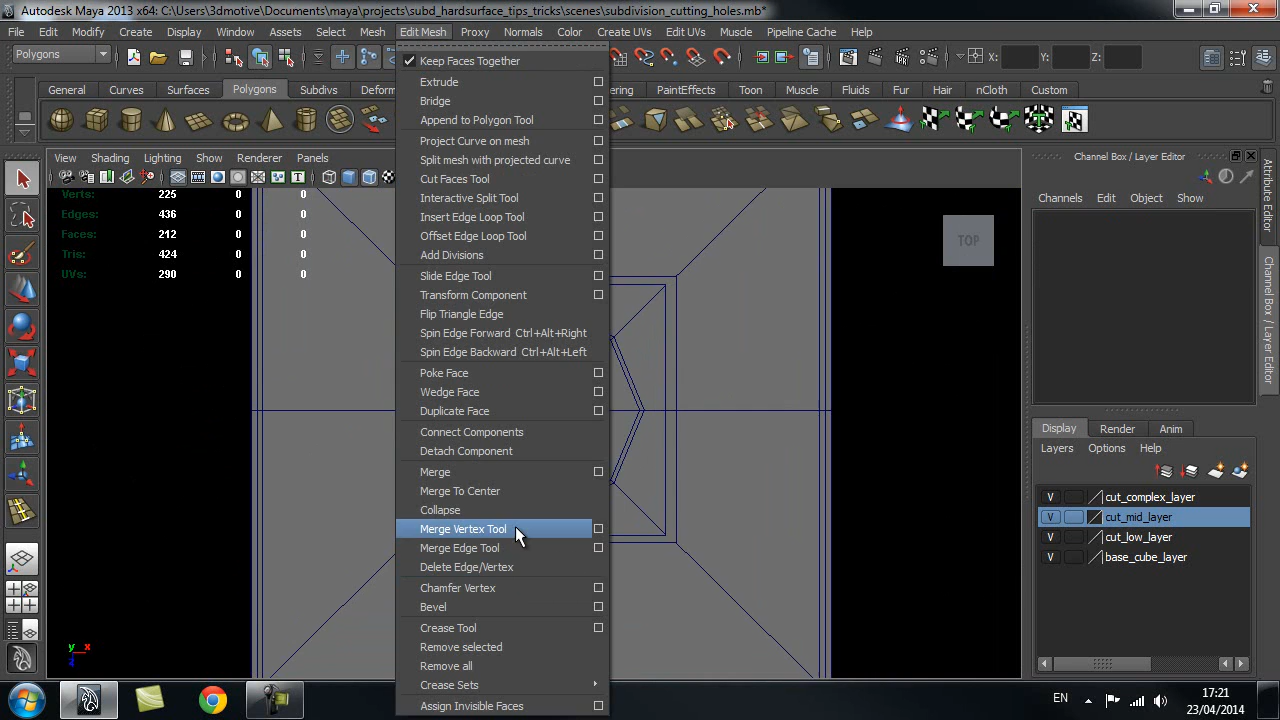 Autodesk Maya 2013 x64: C:\Users\3dmotive\Documents\maya\projects\subd_hardsurface_tips_tricks\scenes\subdivision_cutting_holes.mb*
File Edit Modify Create Display Window Assets Select Mesh Edit Mesh Proxy Normals Color Create UVs Edit UVs Muscle Pipeline Cache Help
Polygons X: Y: Z:
General Curves Surfaces Polygons Subdivs Deform ering PaintEffects Toon Muscle Fluids Fur Hair nCloth Custom
View Shading Lighting Show Renderer Panels
Verts: 225 0 0
Edges: 436 0 0
Faces: 212 0 0
Tris: 424 0 0
UVs: 290 0 0
TOP
y x
z
Keep Faces Together
Extrude
Bridge
Append to Polygon Tool
Project Curve on mesh
Split mesh with projected curve
Cut Faces Tool
Interactive Split Tool
Insert Edge Loop Tool
Offset Edge Loop Tool
Add Divisions
Slide Edge Tool
Transform Component
Flip Triangle Edge
Spin Edge Forward Ctrl+Alt+Right
Spin Edge Backward Ctrl+Alt+Left
Poke Face
Wedge Face
Duplicate Face
Connect Components
Detach Component
Merge
Merge To Center
Collapse
Merge Vertex Tool
Merge Edge Tool
Delete Edge/Vertex
Chamfer Vertex
Bevel
Crease Tool
Remove selected
Remove all
Crease Sets
Assign Invisible Faces
Channel Box / Layer Editor
Channels Edit Object Show
Display Render Anim
Layers Options Help
V cut_complex_layer
V cut_mid_layer
V cut_low_layer
V base_cube_layer
Attribute Editor
Channel Box / Layer Editor
EN 17:21
23/04/2014